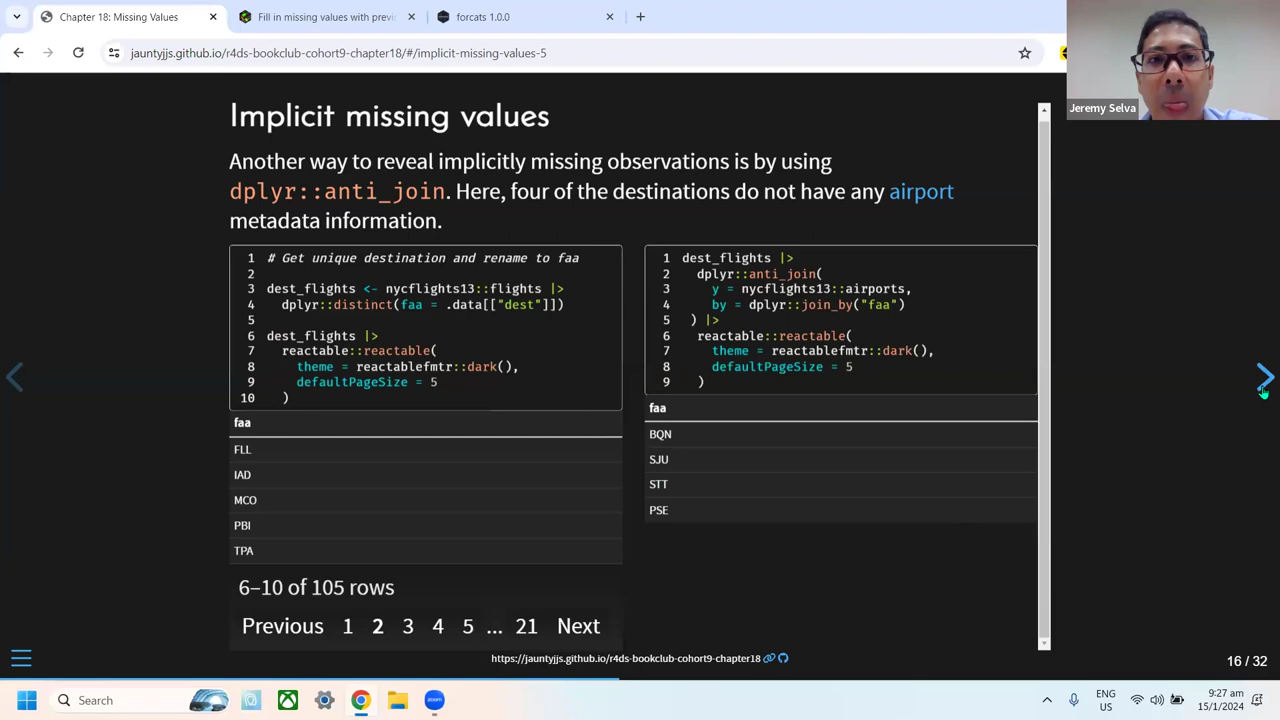 Chapter 18: Missing Values
Fill in missing values with previ
forcats 1.0.0
jauntyjjs.github.io/r4ds-bookclub-cohort9-chapter18/#/implicit-missing-values-5
Jeremy Selva
Implicit missing values
Another way to reveal implicitly missing observations is by using
dplyr::anti_join. Here, four of the destinations do not have any airport
metadata information.
1 # Get unique destination and rename to faa
2
3 dest_flights <- nycflights13::flights |>
4   dplyr::distinct(faa = .data[["dest"]])
5
6 dest_flights |>
7   reactable::reactable(
8     theme = reactablefmtr::dark(),
9     defaultPageSize = 5
10   )
faa
FLL
IAD
MCO
PBI
TPA
6–10 of 105 rows
Previous 1 2 3 4 5 ... 21 Next
1 dest_flights |>
2   dplyr::anti_join(
3     y = nycflights13::airports,
4     by = dplyr::join_by("faa")
5   ) |>
6   reactable::reactable(
7     theme = reactablefmtr::dark(),
8     defaultPageSize = 5
9   )
faa
BQN
SJU
STT
PSE
https://jauntyjjs.github.io/r4ds-bookclub-cohort9-chapter18
16 / 32
Search
zoom
ENG
US
9:27 am
15/1/2024